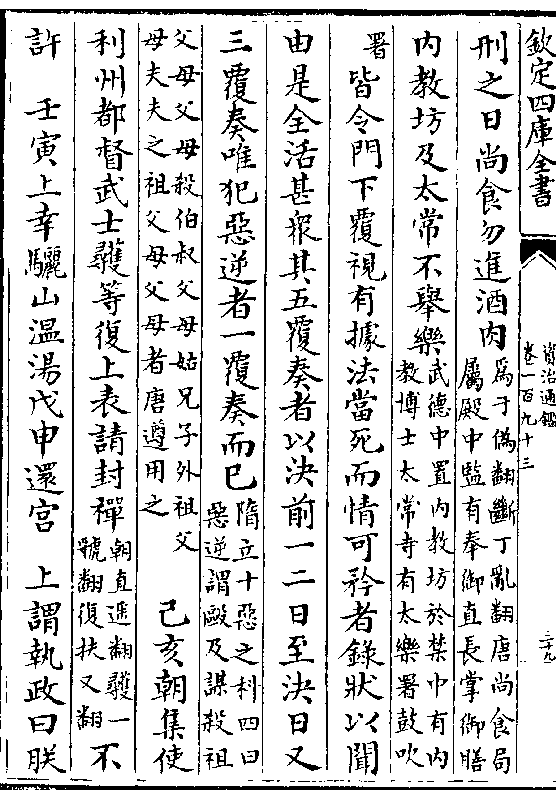 欽定四庫全書
資治通鑑
卷一百九十三
三十九
刑之日尚食勿進酒肉為于偽翻斷丁亂翻唐尚食局
屬殿中監有奉御直長掌御膳
内教坊及太常不舉樂武德中置内教坊於禁中有内
教博士太常寺有太樂署鼓吹
署皆令門下覆視有據法當死而情可矜者錄狀以聞
由是全活甚衆其五覆奏者以決前一二日至決日又
三覆奏唯犯惡逆者一覆奏而已隋立十惡之科四曰
惡逆謂毆及謀殺祖
父母父母殺伯叔父母姑兄子外祖父
母夫夫之祖父母父母者唐遵用之 己亥朝集使
利州都督武士彠等復上表請封禪朝直遥翻彠一
號翻復扶又翻不
許 壬寅上幸驪山温湯戊申還宮 上謂執政曰朕